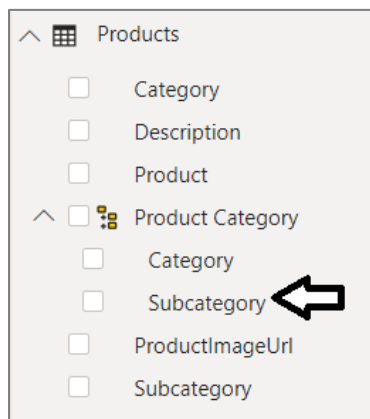 Products
Category
Description
Product
Product Category
Category
Subcategory
ProductImageUrl
Subcategory